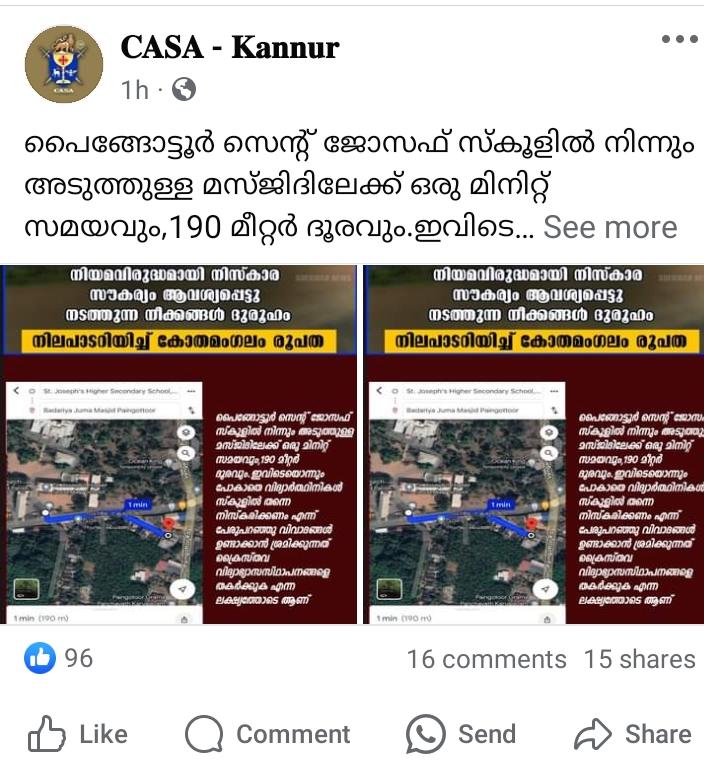 CASA - Kannur
1h ·
പൈങ്ങോട്ടൂർ സെന്റ് ജോസഫ് സ്കൂളിൽ നിന്നും
അടുത്തുള്ള മസ്ജിദിലേക്ക് ഒരു മിനിറ്റ്
സമയവും,190 മീറ്റർ ദൂരവും.ഇവിടെ... See more
നിയമവിരുദ്ധമായി നിസ്കാര
സൗകര്യം ആവശ്യപ്പെട്ടു
നടത്തുന്ന നീക്കങ്ങൾ ദുരൂഹം
നിലപാടറിയിച്ച് കോതമംഗലം രൂപത
St. Joseph's Higher Secondary School,...
Badariya Juma Masjid Paingottoor
1 min
1 min (190 m)
പൈങ്ങോട്ടൂർ സെന്റ് ജോസഫ്
സ്കൂളിൽ നിന്നും അടുത്തുള്ള
മസ്ജിദിലേക്ക് ഒരു മിനിറ്റ്
സമയവും,190 മീറ്റർ
ദൂരവും.ഇവിടെയൊന്നും
പോകാതെ വിദ്യാർത്ഥിനികൾ
സ്കൂളിൽ തന്നെ
നിസ്കരിക്കണം എന്ന്
പേരുപറഞ്ഞു വിവാദങ്ങൾ
ഉണ്ടാക്കാൻ ശ്രമിക്കുന്നത്
ക്രൈസ്തവ
വിദ്യാഭ്യാസസ്ഥാപനങ്ങളെ
തകർക്കുക എന്ന
ലക്ഷ്യത്തോടെ ആണ്
നിയമവിരുദ്ധമായി നിസ്കാര
സൗകര്യം ആവശ്യപ്പെട്ടു
നടത്തുന്ന നീക്കങ്ങൾ ദുരൂഹം
നിലപാടറിയിച്ച് കോതമംഗലം രൂപത
St. Joseph's Higher Secondary School,...
Badariya Juma Masjid Paingottoor
1 min
1 min (190 m)
പൈങ്ങോട്ടൂർ സെന്റ് ജോസ
സ്കൂളിൽ നിന്നും അടുത്തു
മസ്ജിദിലേക്ക് ഒരു മിനിറ്റ്
സമയവും,190 മീറ്റർ
ദൂരവും.ഇവിടെയൊന്നും
പോകാതെ വിദ്യാർത്ഥിനികൾ
സ്കൂളിൽ തന്നെ
നിസ്കരിക്കണം എന്ന്
പേരുപറഞ്ഞു വിവാദങ്ങൾ
ഉണ്ടാക്കാൻ ശ്രമിക്കുന്നത്
ക്രൈസ്തവ
വിദ്യാഭ്യാസസ്ഥാപനങ്ങളെ
തകർക്കുക എന്ന
ലക്ഷ്യത്തോടെ ആണ്
96
16 comments 15 shares
Like Comment Send Share